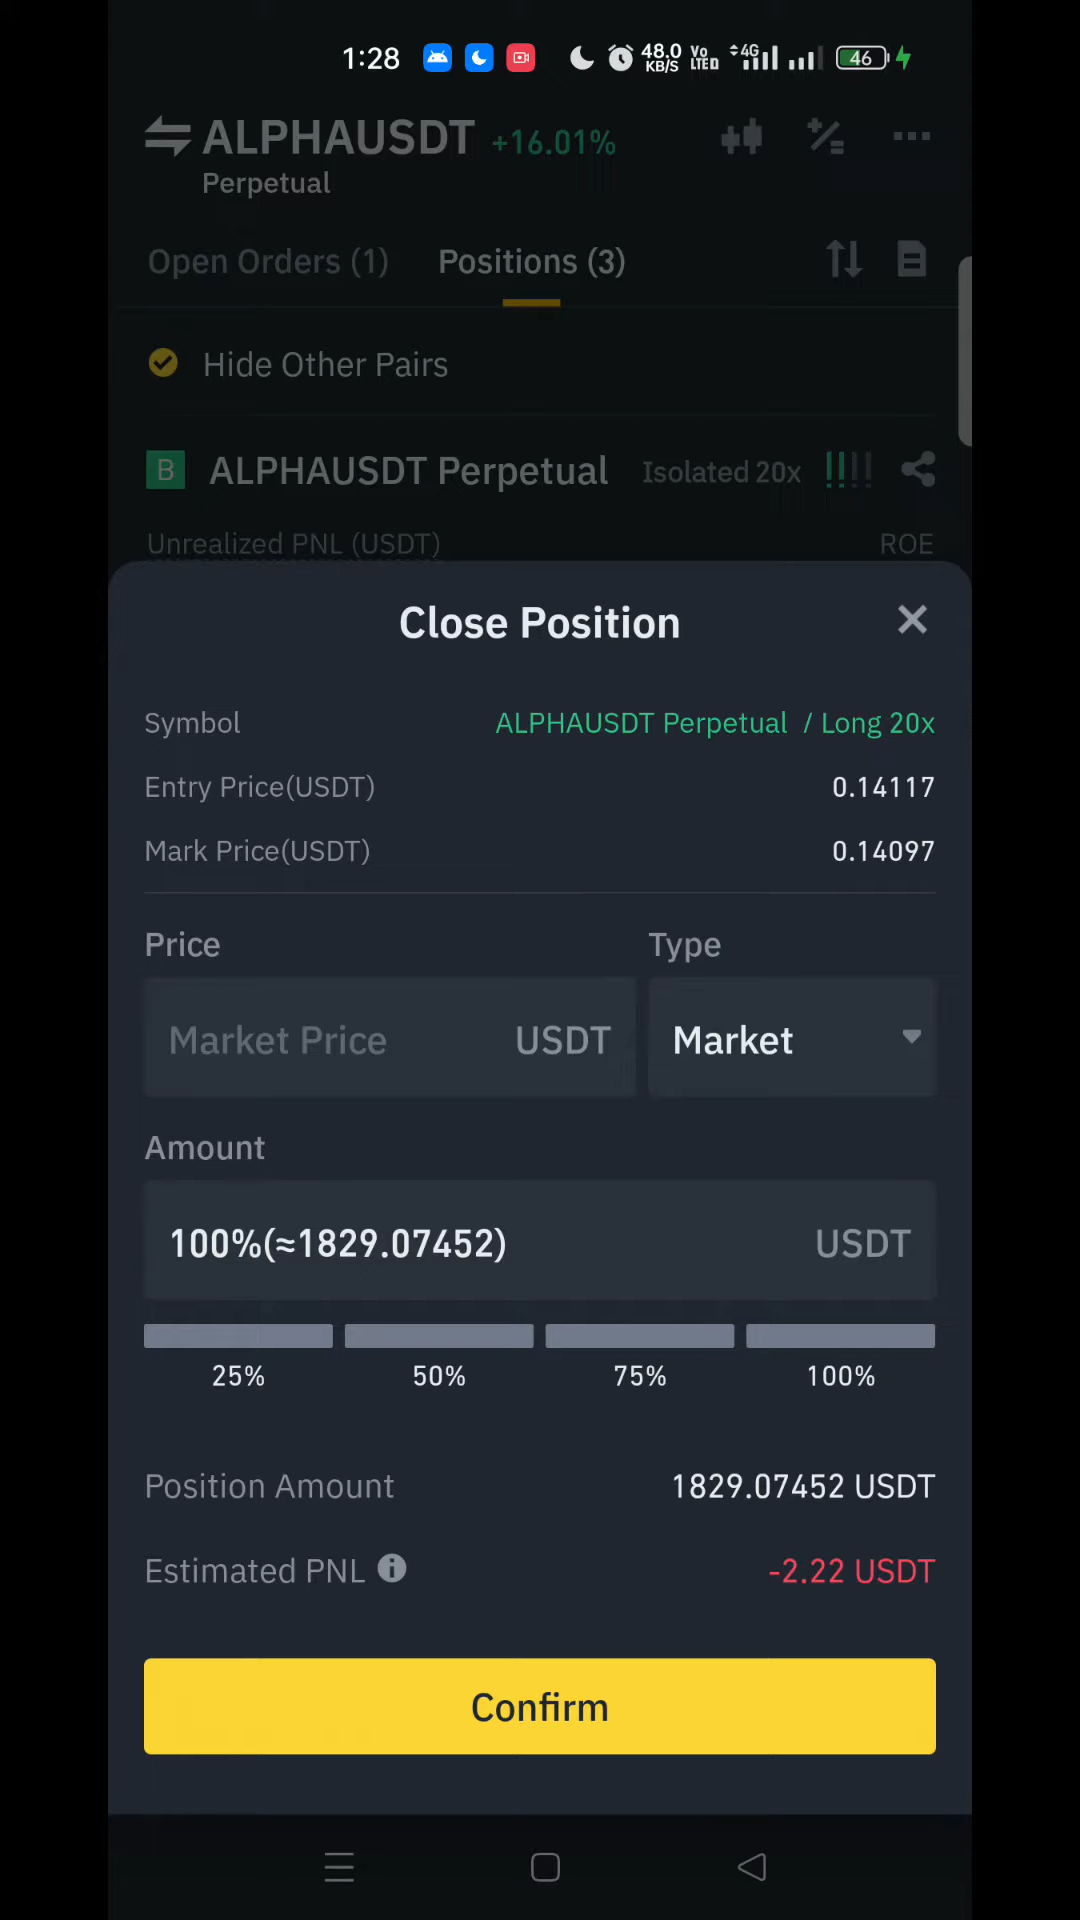 1:28 48.0 KB/S Vo LTED 4G 46
ALPHAUSDT +16.01%
Perpetual
Open Orders (1) Positions (3)
Hide Other Pairs
B ALPHAUSDT Perpetual Isolated 20x
Unrealized PNL (USDT) ROE
Close Position
Symbol ALPHAUSDT Perpetual / Long 20x
Entry Price(USDT) 0.14117
Mark Price(USDT) 0.14097
Price Type
Market Price USDT Market
Amount
100%(≈1829.07452) USDT
25% 50% 75% 100%
Position Amount 1829.07452 USDT
Estimated PNL -2.22 USDT
Confirm